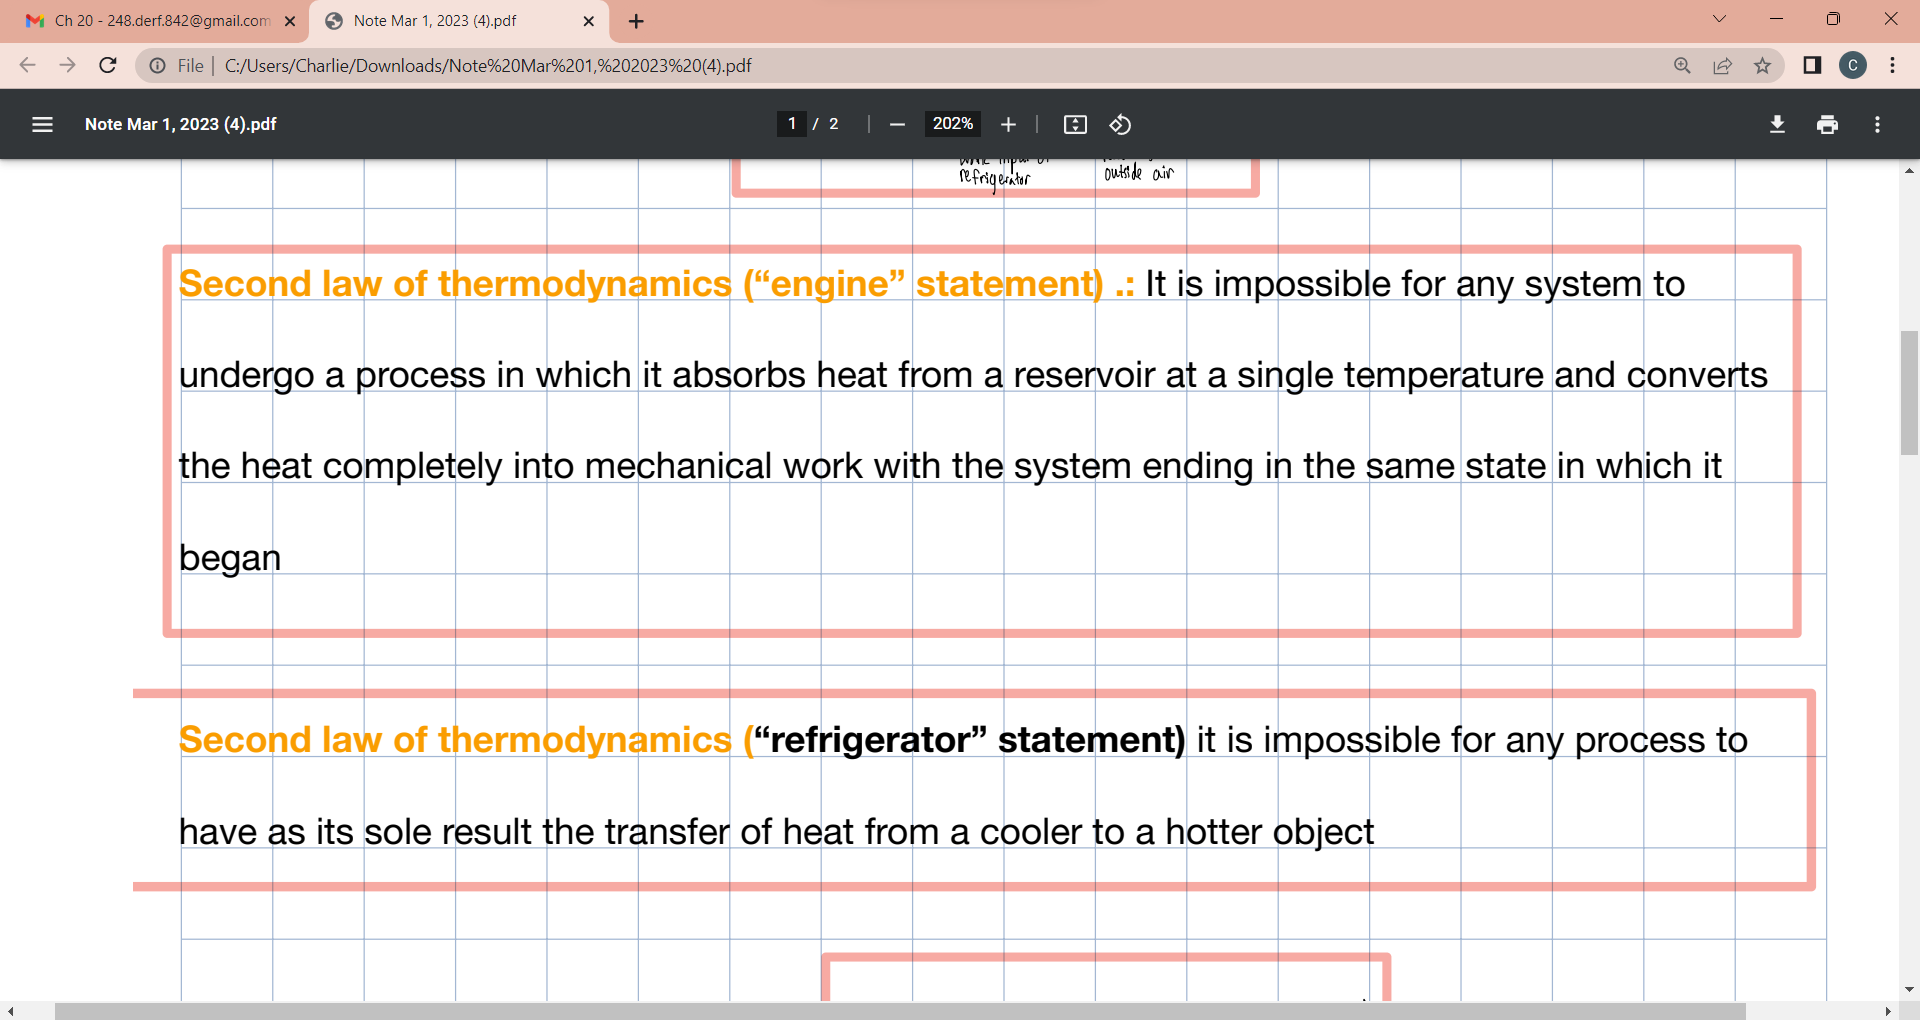 Ch 20 - 248.derf.842@gmail.com
Note Mar 1, 2023 (4).pdf
File
C:/Users/Charlie/Downloads/Note%20Mar%201,%202023%20(4).pdf
C
Note Mar 1, 2023 (4).pdf
1 / 2
202%
refrigerator
outside air
Second law of thermodynamics (“engine” statement) .: It is impossible for any system to
undergo a process in which it absorbs heat from a reservoir at a single temperature and converts
the heat completely into mechanical work with the system ending in the same state in which it
began
Second law of thermodynamics (“refrigerator” statement) it is impossible for any process to
have as its sole result the transfer of heat from a cooler to a hotter object